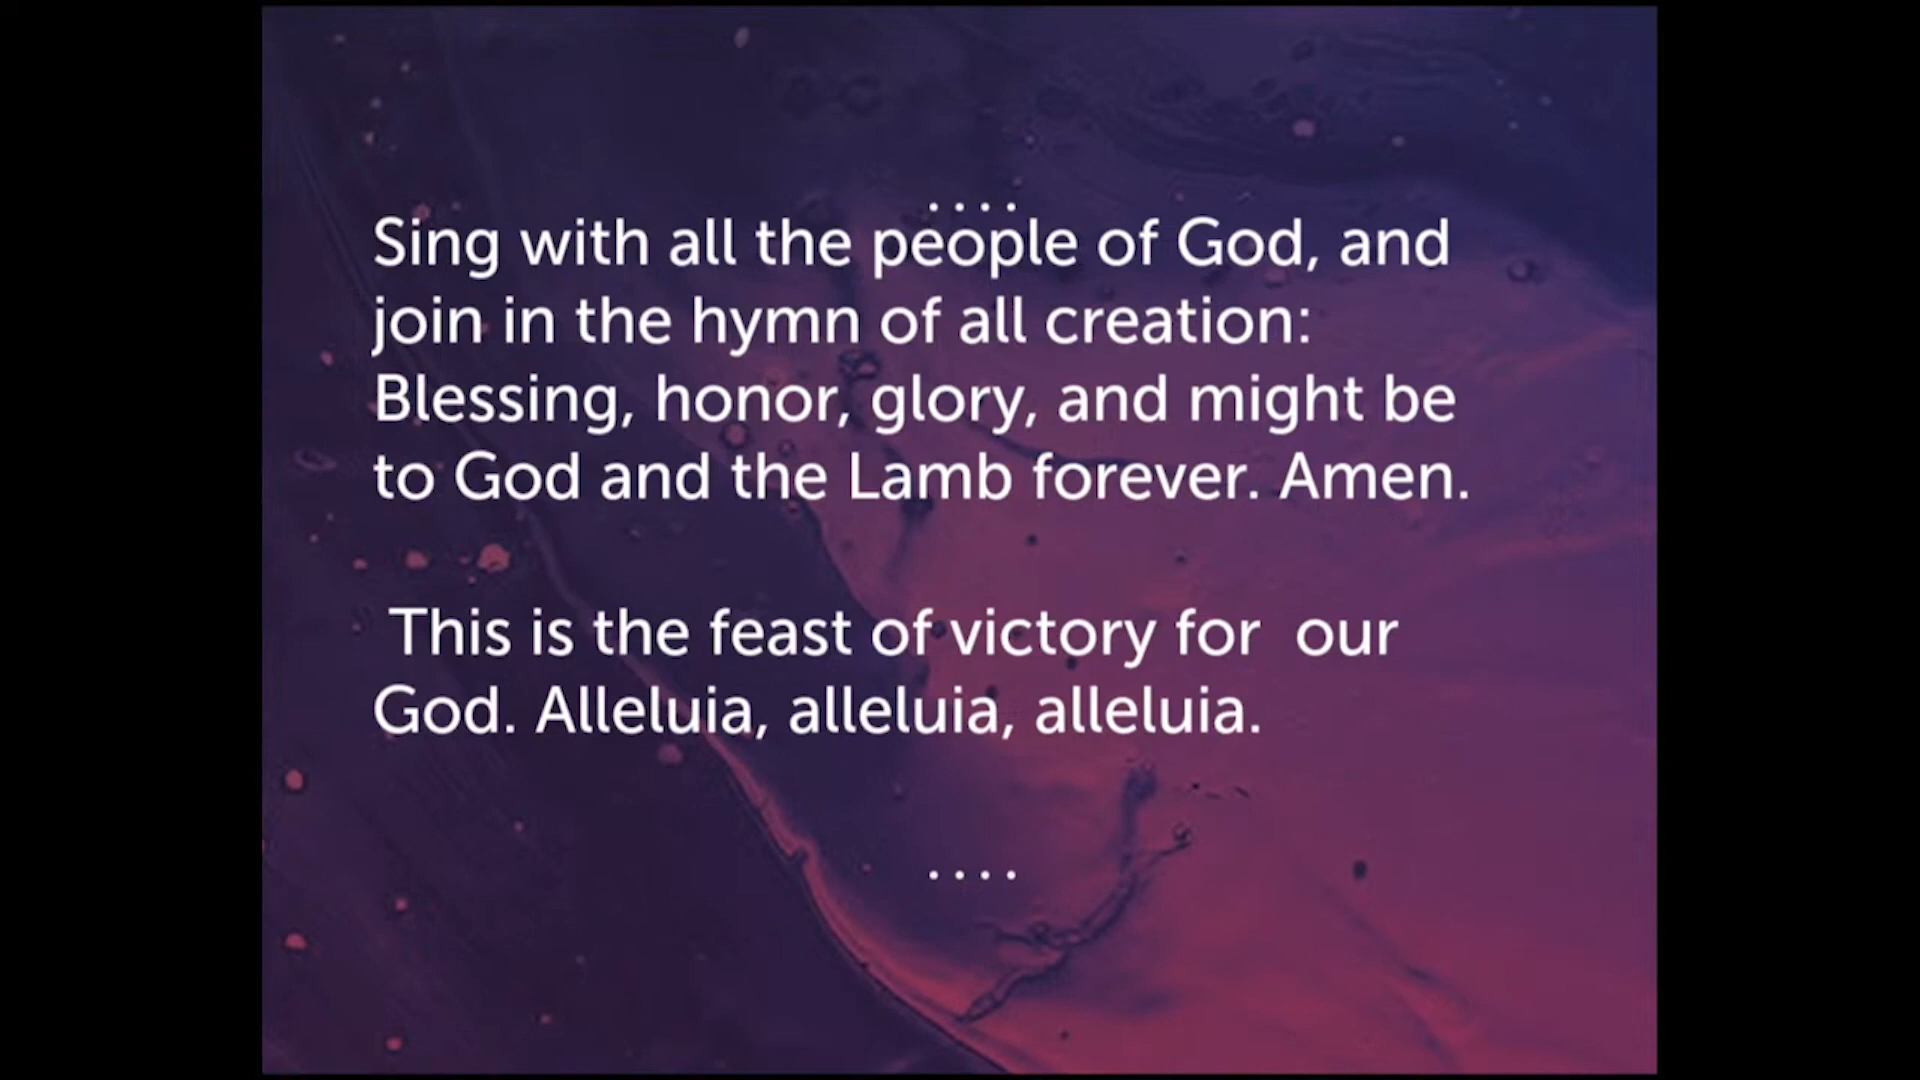 ....
Sing with all the people of God, and
join in the hymn of all creation:
Blessing, honor, glory, and might be
to God and the Lamb forever. Amen.
This is the feast of victory for  our
God. Alleluia, alleluia, alleluia.
....